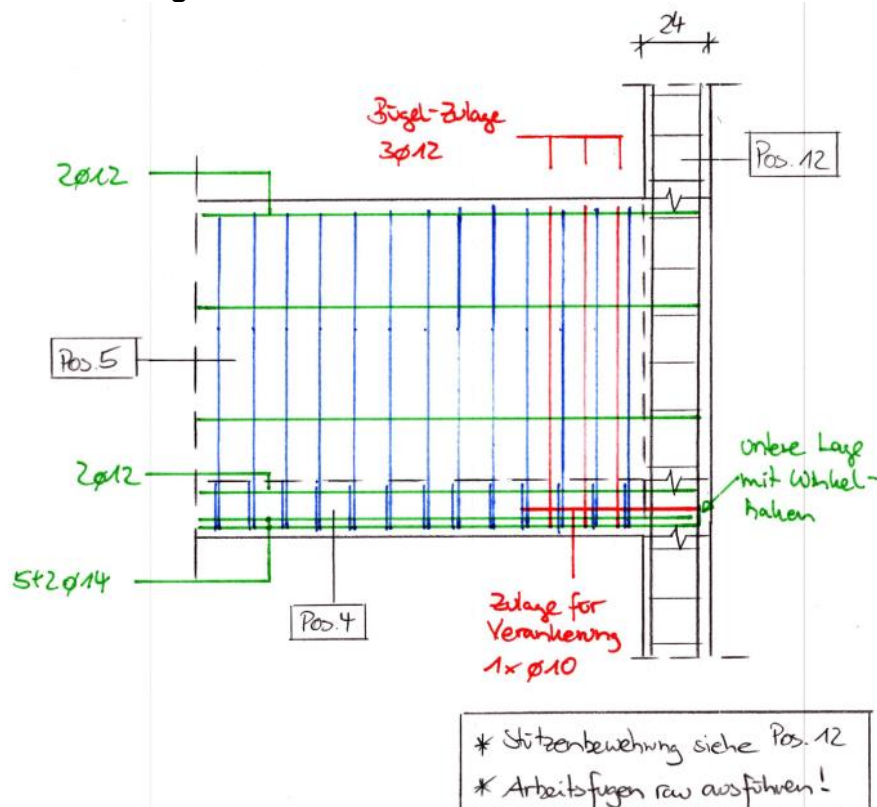 24
Bügel-Zulage
3ø12
Pos. 12
2ø12
Pos. 5
2ø12
untere Lage
mit Winkel-
haken
5+2ø14
Pos. 4
Zulage für
Verankerung
1x ø10
* Stützenbewehrung siehe Pos. 12
* Arbeitsfugen rau ausführen!